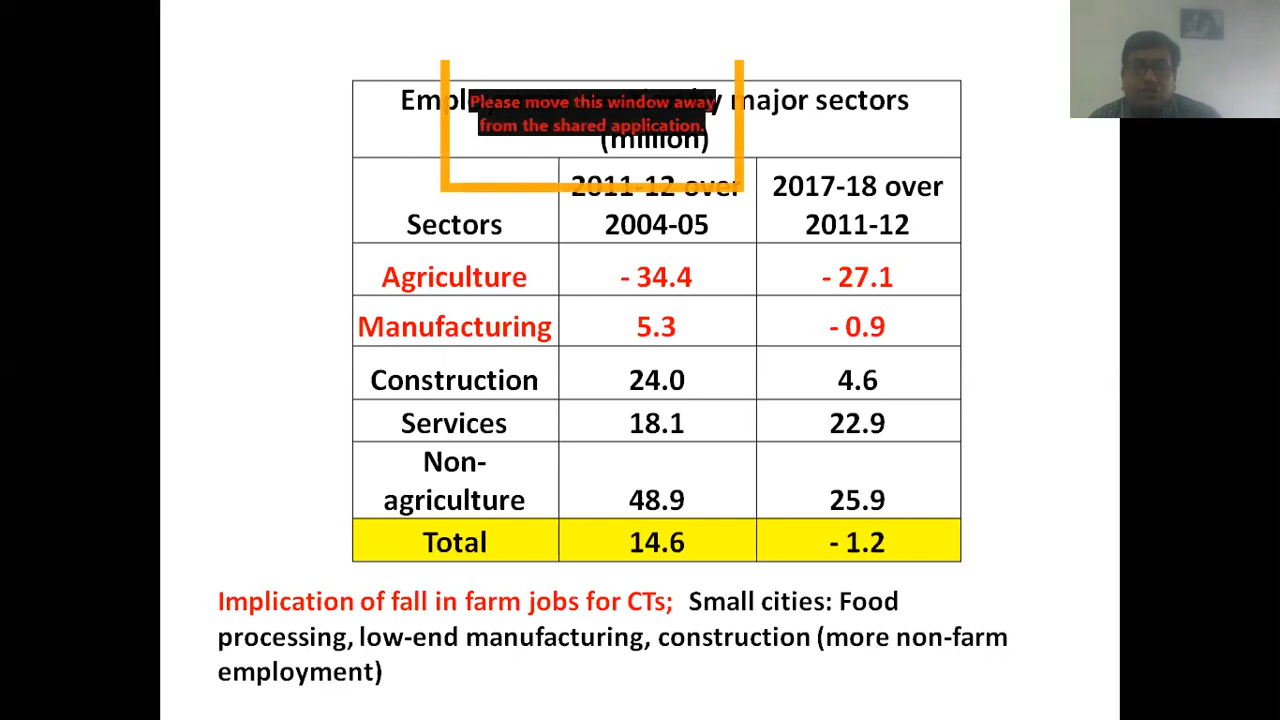 major sectors
Please move this window away
from the shared application.
(million)
Sectors
2011-12 over
2004-05
2017-18 over
2011-12
Agriculture - 34.4 - 27.1
Manufacturing 5.3 - 0.9
Construction 24.0 4.6
Services 18.1 22.9
Non-
agriculture 48.9 25.9
Total 14.6 - 1.2
Implication of fall in farm jobs for CTs; Small cities: Food
processing, low-end manufacturing, construction (more non-farm
employment)